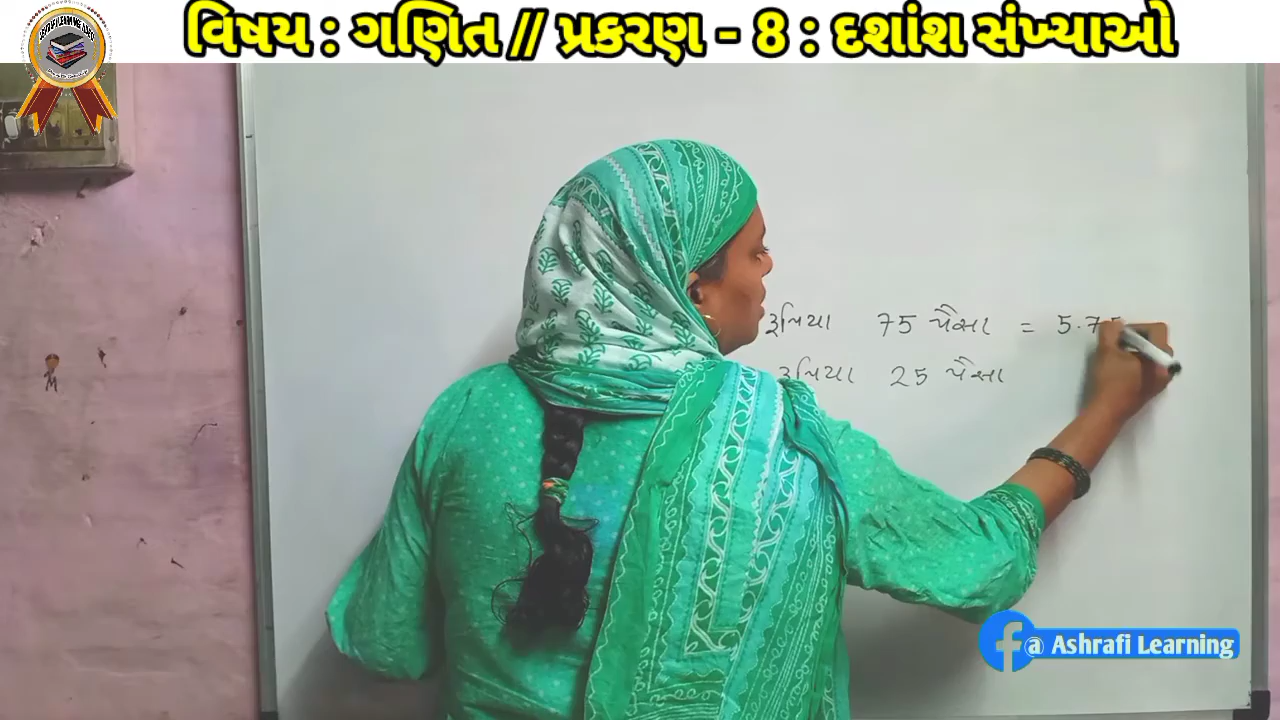 વિષય : ગણિત // પ્રકરણ - 8 : દશાંશ સંખ્યાઓ
રૂપિયા 75 પૈસા = 5.75
રૂપિયા 25 પૈસા
@ Ashrafi Learning